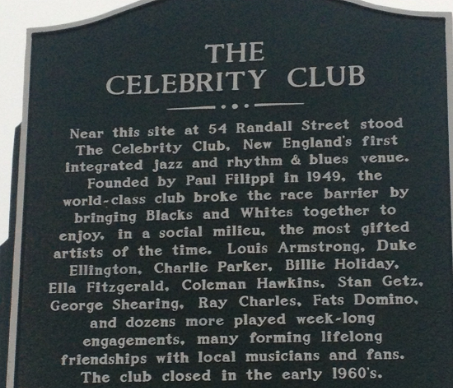 THE
CELEBRITY CLUB
Near this site at 54 Randall Street stood
The Celebrity Club, New England's first
integrated jazz and rhythm & blues venue.
Founded by Paul Filippi in 1949, the
world-class club broke the race barrier by
bringing Blacks and Whites together to
enjoy, in a social milieu, the most gifted
artists of the time. Louis Armstrong, Duke
Ellington, Charlie Parker, Billie Holiday,
Ella Fitzgerald, Coleman Hawkins, Stan Getz,
George Shearing, Ray Charles, Fats Domino,
and dozens more played week-long
engagements, many forming lifelong
friendships with local musicians and fans.
The club closed in the early 1960's.